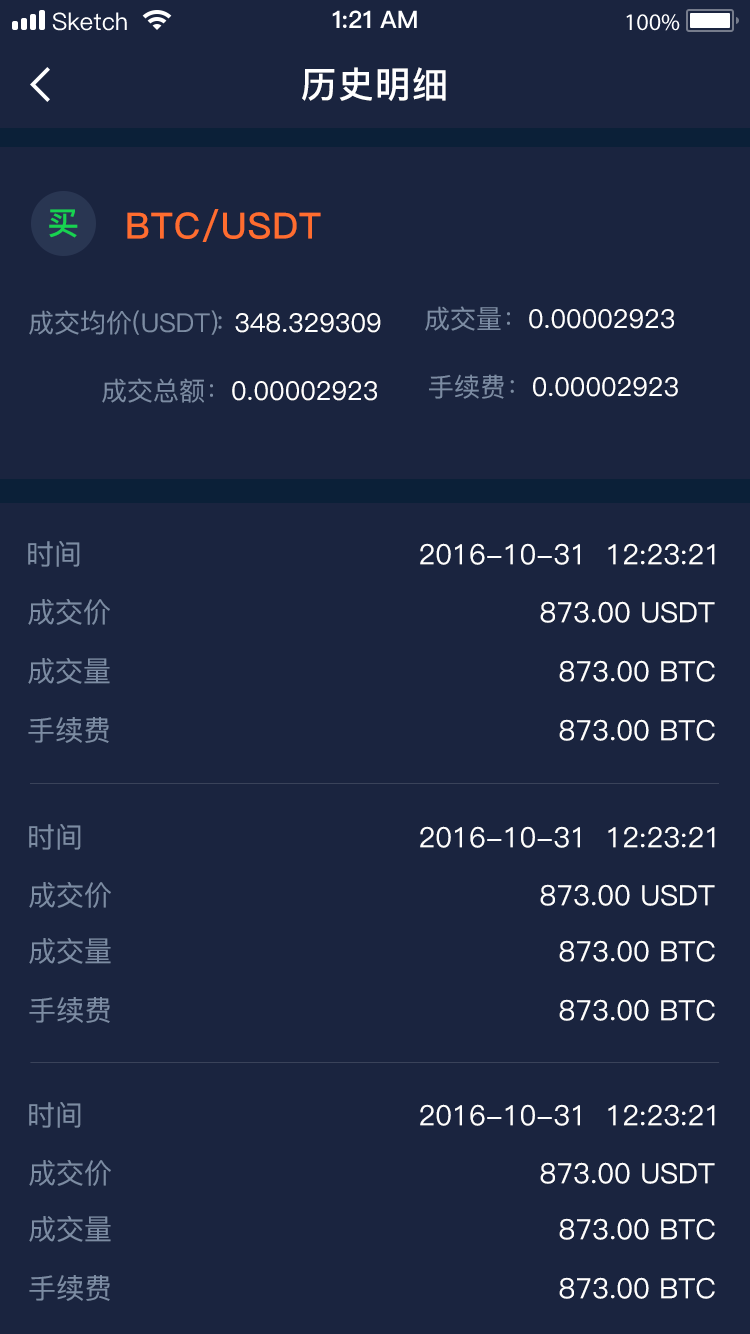 Sketch 1:21 AM 100%
历史明细
买 BTC/USDT
成交均价(USDT): 348.329309 成交量: 0.00002923
成交总额: 0.00002923 手续费: 0.00002923
时间 2016-10-31 12:23:21
成交价 873.00 USDT
成交量 873.00 BTC
手续费 873.00 BTC
时间 2016-10-31 12:23:21
成交价 873.00 USDT
成交量 873.00 BTC
手续费 873.00 BTC
时间 2016-10-31 12:23:21
成交价 873.00 USDT
成交量 873.00 BTC
手续费 873.00 BTC